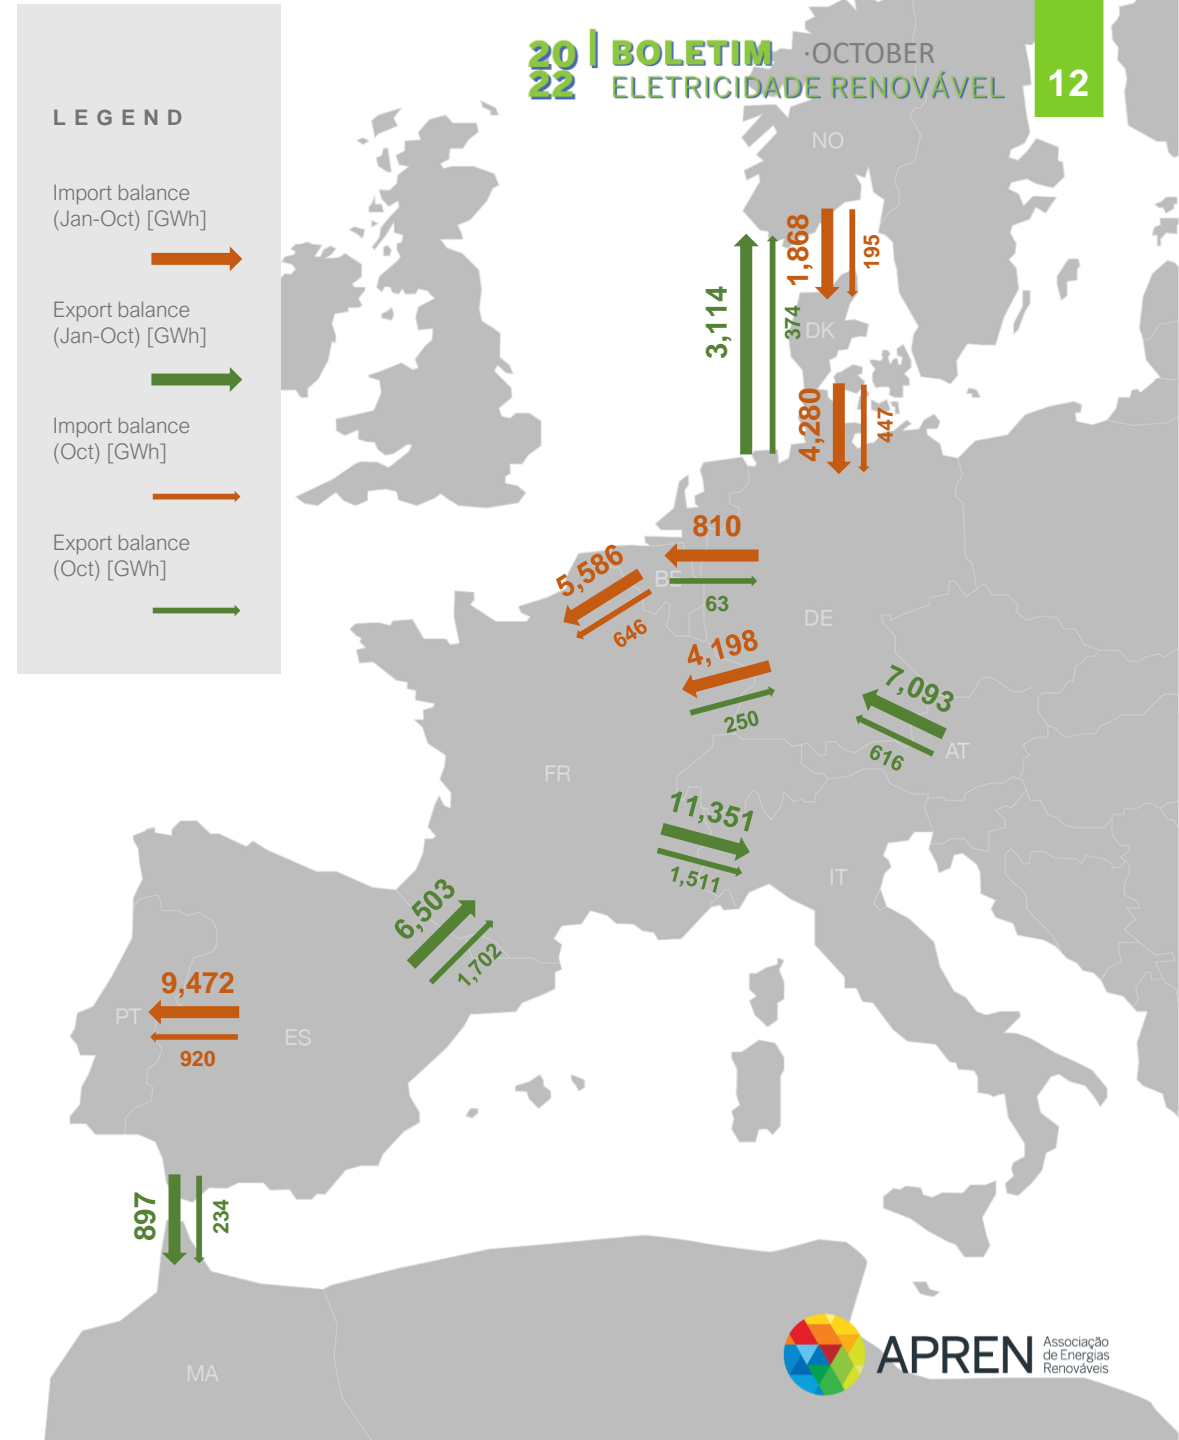 20
22
BOLETIM
·OCTOBER
ELETRICIDADE RENOVÁVEL
12
LEGEND
Import balance
(Jan-Oct) [GWh]
Export balance
(Jan-Oct) [GWh]
Import balance
(Oct) [GWh]
Export balance
(Oct) [GWh]
NO
1,868
195
3,114
374
DK
4,280
447
810
BE
63
5,586
646
DE
4,198
250
7,093
616
AT
FR
11,351
1,511
IT
6,503
1,702
9,472
PT
920
ES
897
234
MA
APREN
Associação
de Energias
Renováveis